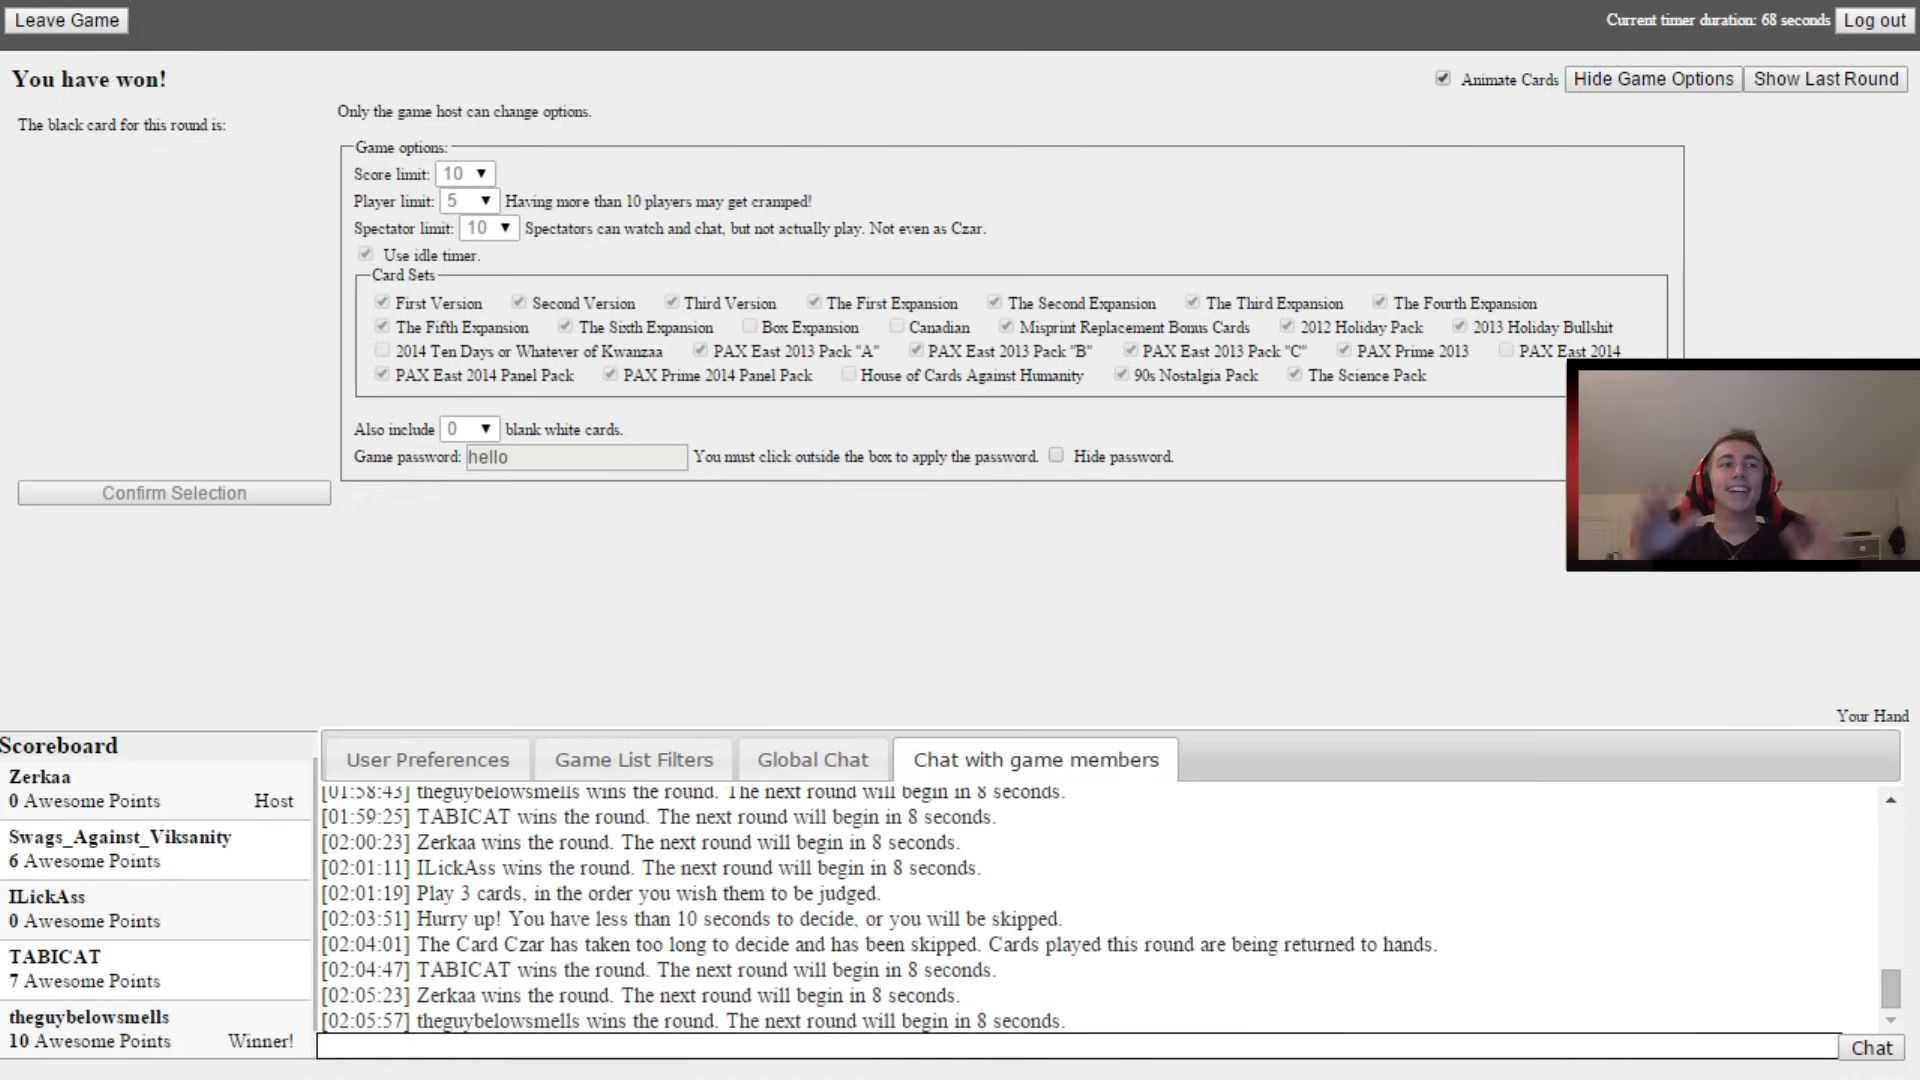 Leave Game
Current timer duration: 68 seconds Log out
You have won!
Animate Cards Hide Game Options Show Last Round
The black card for this round is:
Only the game host can change options.
Game options:
Score limit: 10
Player limit: 5 Having more than 10 players may get cramped!
Spectator limit: 10 Spectators can watch and chat, but not actually play. Not even as Czar.
Use idle timer.
Card Sets
First Version Second Version Third Version The First Expansion The Second Expansion The Third Expansion The Fourth Expansion
The Fifth Expansion The Sixth Expansion Box Expansion Canadian Misprint Replacement Bonus Cards 2012 Holiday Pack 2013 Holiday Bullshit
2014 Ten Days or Whatever of Kwanzaa PAX East 2013 Pack "A" PAX East 2013 Pack "B" PAX East 2013 Pack "C" PAX Prime 2013 PAX East 2014
PAX East 2014 Panel Pack PAX Prime 2014 Panel Pack House of Cards Against Humanity 90s Nostalgia Pack The Science Pack
Also include 0 blank white cards.
Game password: hello You must click outside the box to apply the password. Hide password.
Confirm Selection
Your Hand
Scoreboard
Zerkaa
0 Awesome Points Host
Swags_Against_Viksanity
6 Awesome Points
ILickAss
0 Awesome Points
TABICAT
7 Awesome Points
theguybelowsmells
10 Awesome Points Winner!
User Preferences Game List Filters Global Chat Chat with game members
[01:58:43] theguybelowsmells wins the round. The next round will begin in 8 seconds.
[01:59:25] TABICAT wins the round. The next round will begin in 8 seconds.
[02:00:23] Zerkaa wins the round. The next round will begin in 8 seconds.
[02:01:11] ILickAss wins the round. The next round will begin in 8 seconds.
[02:01:19] Play 3 cards, in the order you wish them to be judged.
[02:03:51] Hurry up! You have less than 10 seconds to decide, or you will be skipped.
[02:04:01] The Card Czar has taken too long to decide and has been skipped. Cards played this round are being returned to hands.
[02:04:47] TABICAT wins the round. The next round will begin in 8 seconds.
[02:05:23] Zerkaa wins the round. The next round will begin in 8 seconds.
[02:05:57] theguybelowsmells wins the round. The next round will begin in 8 seconds.
Chat